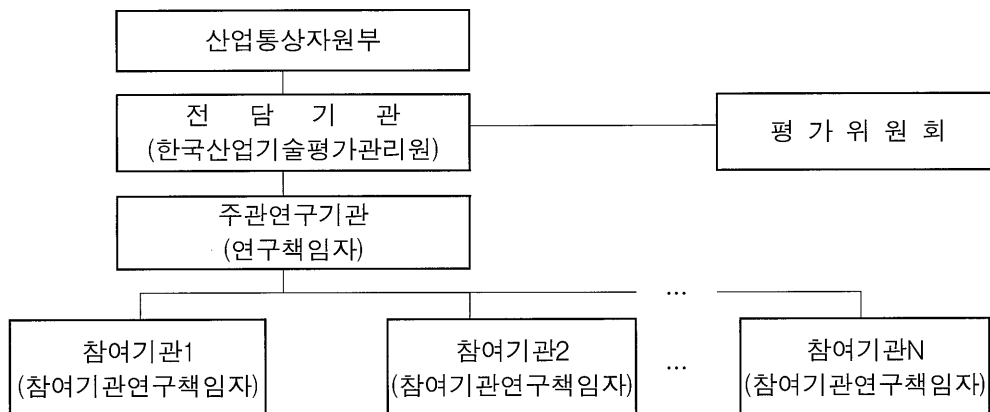 산업통상자원부
전 담 기 관
(한국산업기술평가관리원)
평 가 위 원 회
주관연구기관
(연구책임자)
...
참여기관1
(참여기관연구책임자)
참여기관2
(참여기관연구책임자)
...
참여기관N
(참여기관연구책임자)